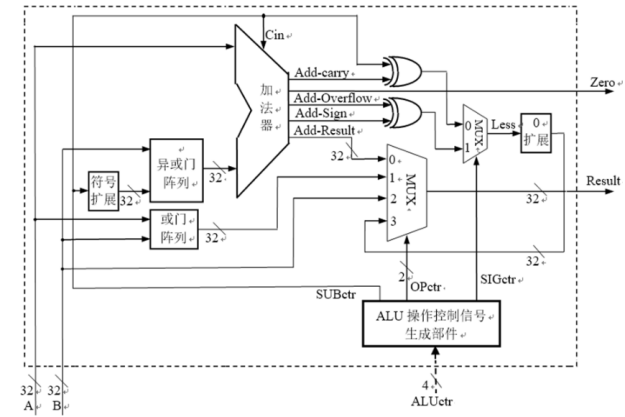 Cin
Add-carry
Zero
加法器
Add-Overflow
Add-Sign
Add-Result
0
1
MUX
Less
0
扩展
异或门
阵列
32
32
0
1
2
3
MUX
Result
32
符号
扩展
32
或门
阵列
32
32
2
OPctr
SIGctr
SUBctr
ALU 操作控制信号
生成部件
32
32
A
B
4
ALUctr